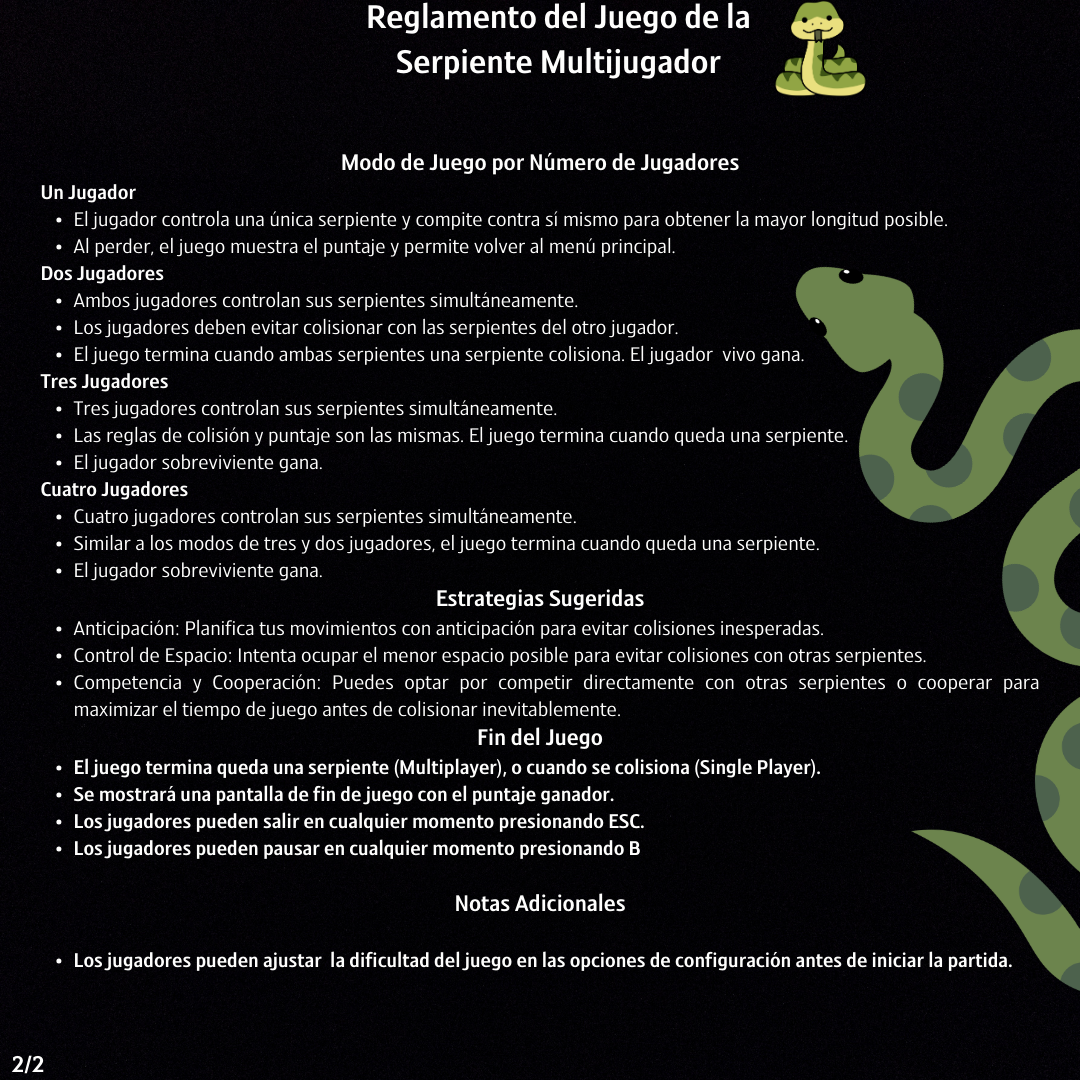 Reglamento del Juego de la
Serpiente Multijugador
Modo de Juego por Número de Jugadores
Un Jugador
• El jugador controla una única serpiente y compite contra sí mismo para obtener la mayor longitud posible.
• Al perder, el juego muestra el puntaje y permite volver al menú principal.
Dos Jugadores
• Ambos jugadores controlan sus serpientes simultáneamente.
• Los jugadores deben evitar colisionar con las serpientes del otro jugador.
• El juego termina cuando ambas serpientes una serpiente colisiona. El jugador  vivo gana.
Tres Jugadores
• Tres jugadores controlan sus serpientes simultáneamente.
• Las reglas de colisión y puntaje son las mismas. El juego termina cuando queda una serpiente.
• El jugador sobreviviente gana.
Cuatro Jugadores
• Cuatro jugadores controlan sus serpientes simultáneamente.
• Similar a los modos de tres y dos jugadores, el juego termina cuando queda una serpiente.
• El jugador sobreviviente gana.
Estrategias Sugeridas
• Anticipación: Planifica tus movimientos con anticipación para evitar colisiones inesperadas.
• Control de Espacio: Intenta ocupar el menor espacio posible para evitar colisiones con otras serpientes.
• Competencia y Cooperación: Puedes optar por competir directamente con otras serpientes o cooperar para
maximizar el tiempo de juego antes de colisionar inevitablemente.
Fin del Juego
• El juego termina queda una serpiente (Multiplayer), o cuando se colisiona (Single Player).
• Se mostrará una pantalla de fin de juego con el puntaje ganador.
• Los jugadores pueden salir en cualquier momento presionando ESC.
• Los jugadores pueden pausar en cualquier momento presionando B
Notas Adicionales
• Los jugadores pueden ajustar  la dificultad del juego en las opciones de configuración antes de iniciar la partida.
2/2